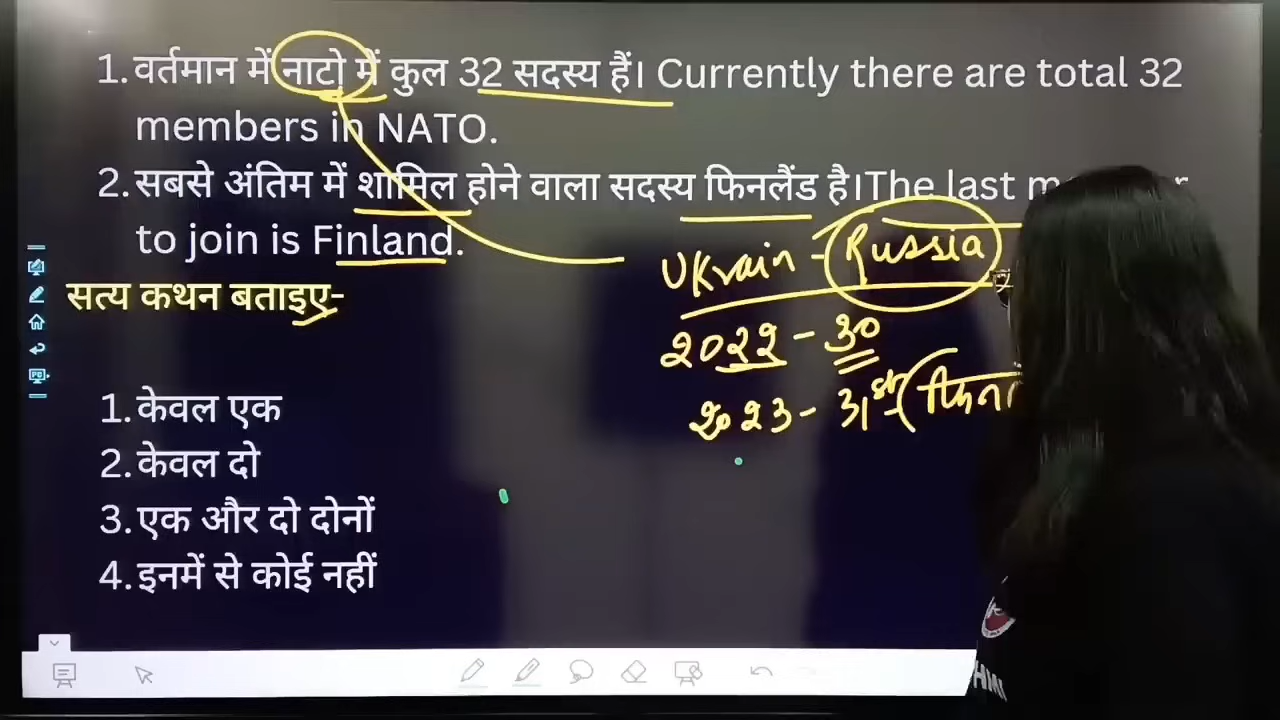 1. वर्तमान में नाटो में कुल 32 सदस्य हैं। Currently there are total 32
members in NATO.
2. सबसे अंतिम में शामिल होने वाला सदस्य फिनलैंड है।The last
to join is Finland.
Ukrain - Russia
सत्य कथन बताइए-
2022 - 30
2023 - 31st (
1. केवल एक
2. केवल दो
3. एक और दो दोनों
4. इनमें से कोई नहीं